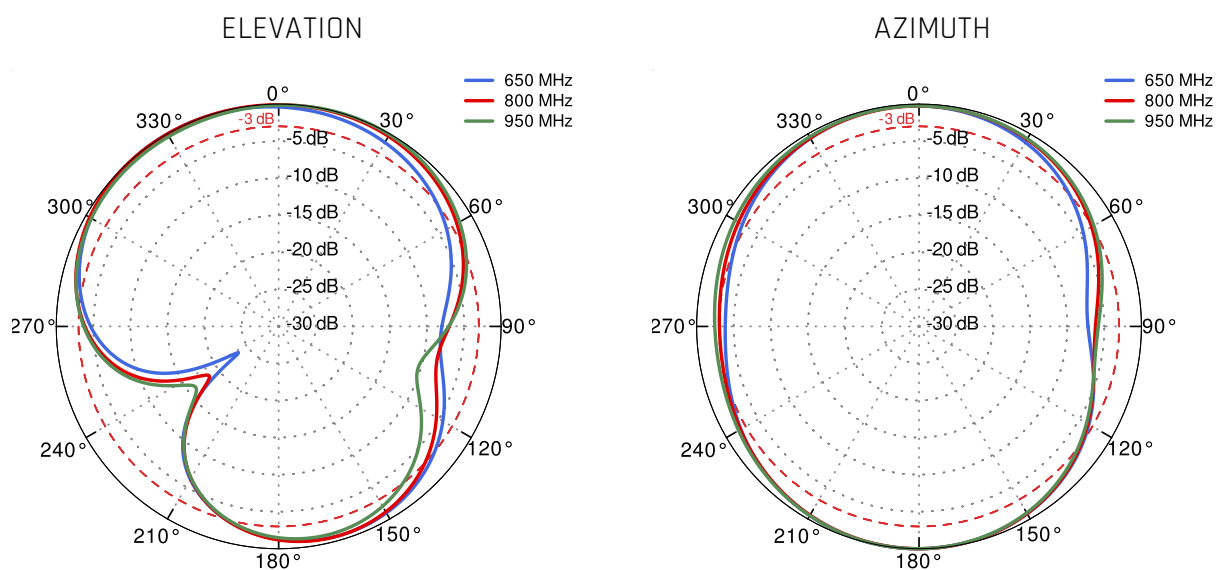 ELEVATION
650 MHz
800 MHz
950 MHz
0°
330°
-3 dB
30°
-5 dB
-10 dB
300°
60°
-15 dB
-20 dB
-25 dB
270°
-30 dB
90°
240°
120°
210°
150°
180°
AZIMUTH
650 MHz
800 MHz
950 MHz
0°
330°
-3 dB
30°
-5 dB
-10 dB
300°
60°
-15 dB
-20 dB
-25 dB
270°
-30 dB
90°
240°
120°
210°
150°
180°